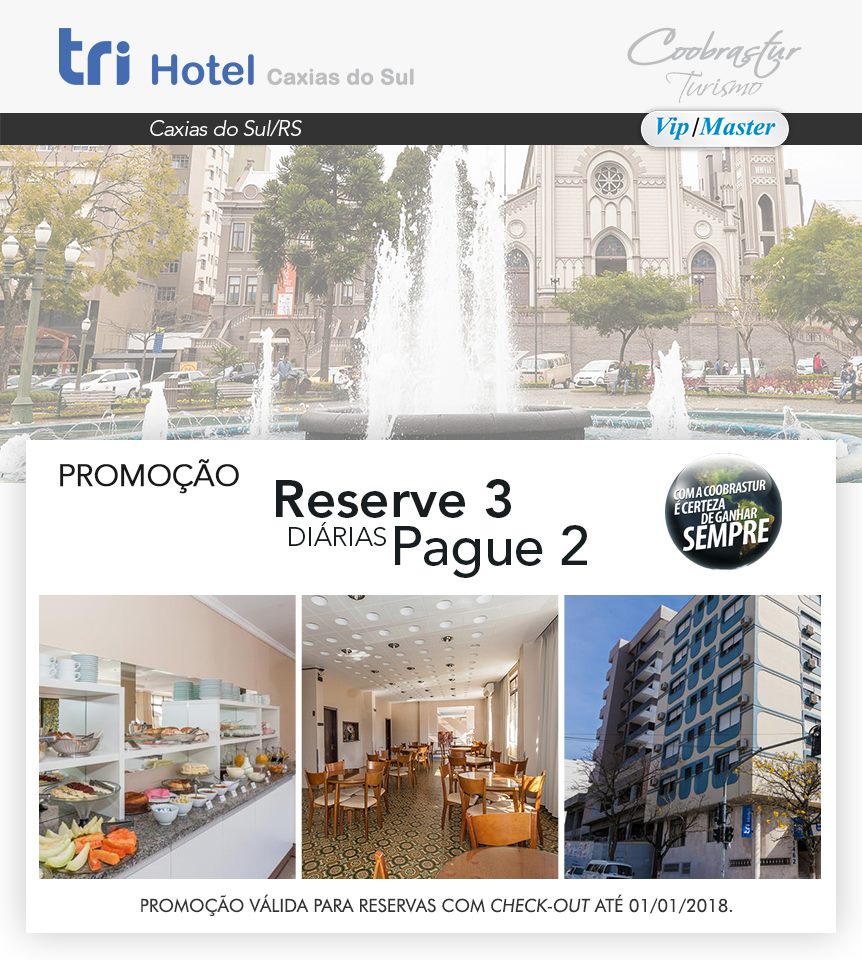 tri Hotel Caxias do Sul
Coobrastur
Turismo
Caxias do Sul/RS
Vip/Master
PROMOÇÃO
Reserve 3
DIÁRIAS Pague 2
COM A COOBRASTUR
É CERTEZA
DE GANHAR
SEMPRE
PROMOÇÃO VÁLIDA PARA RESERVAS COM CHECK-OUT ATÉ 01/01/2018.